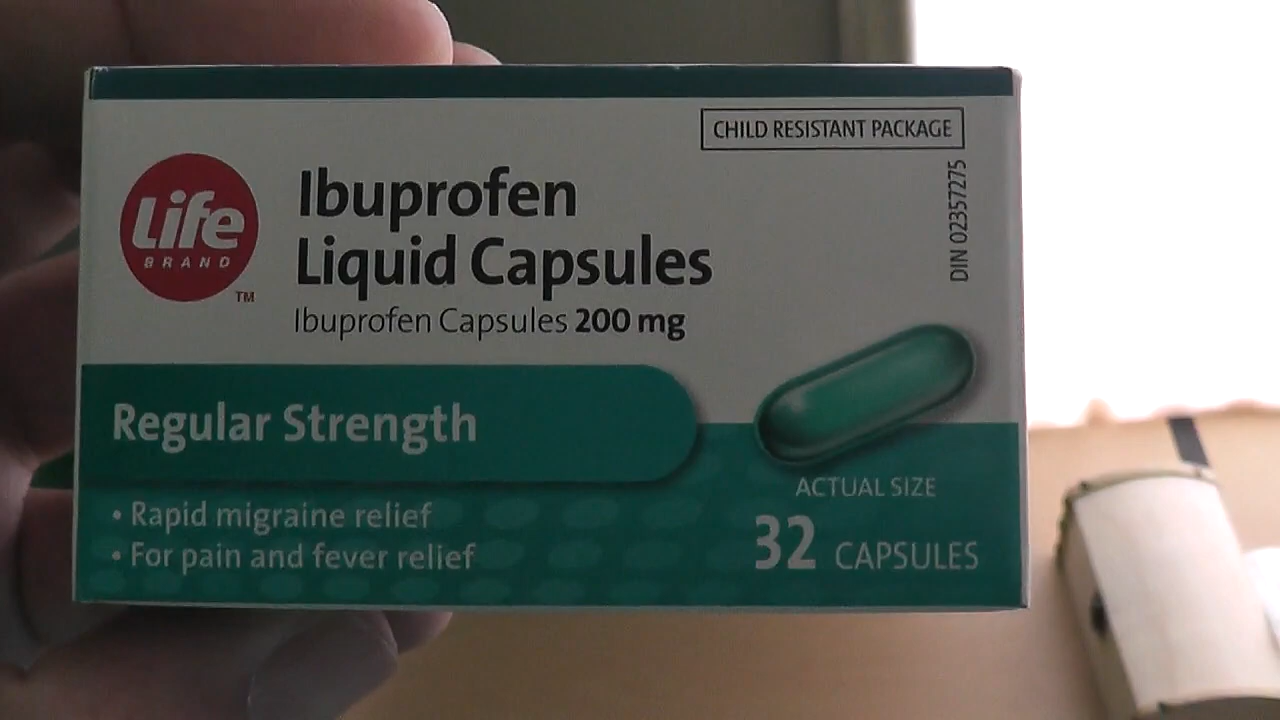 CHILD RESISTANT PACKAGE
Life
BRAND
TM
Ibuprofen
Liquid Capsules
Ibuprofen Capsules 200 mg
DIN 02357275
Regular Strength
• Rapid migraine relief
• For pain and fever relief
ACTUAL SIZE
32 CAPSULES